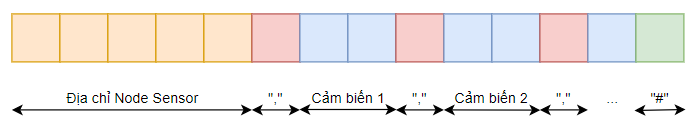 Địa chỉ Node Sensor "," Cảm biến 1 "," Cảm biến 2 "," ... "#"